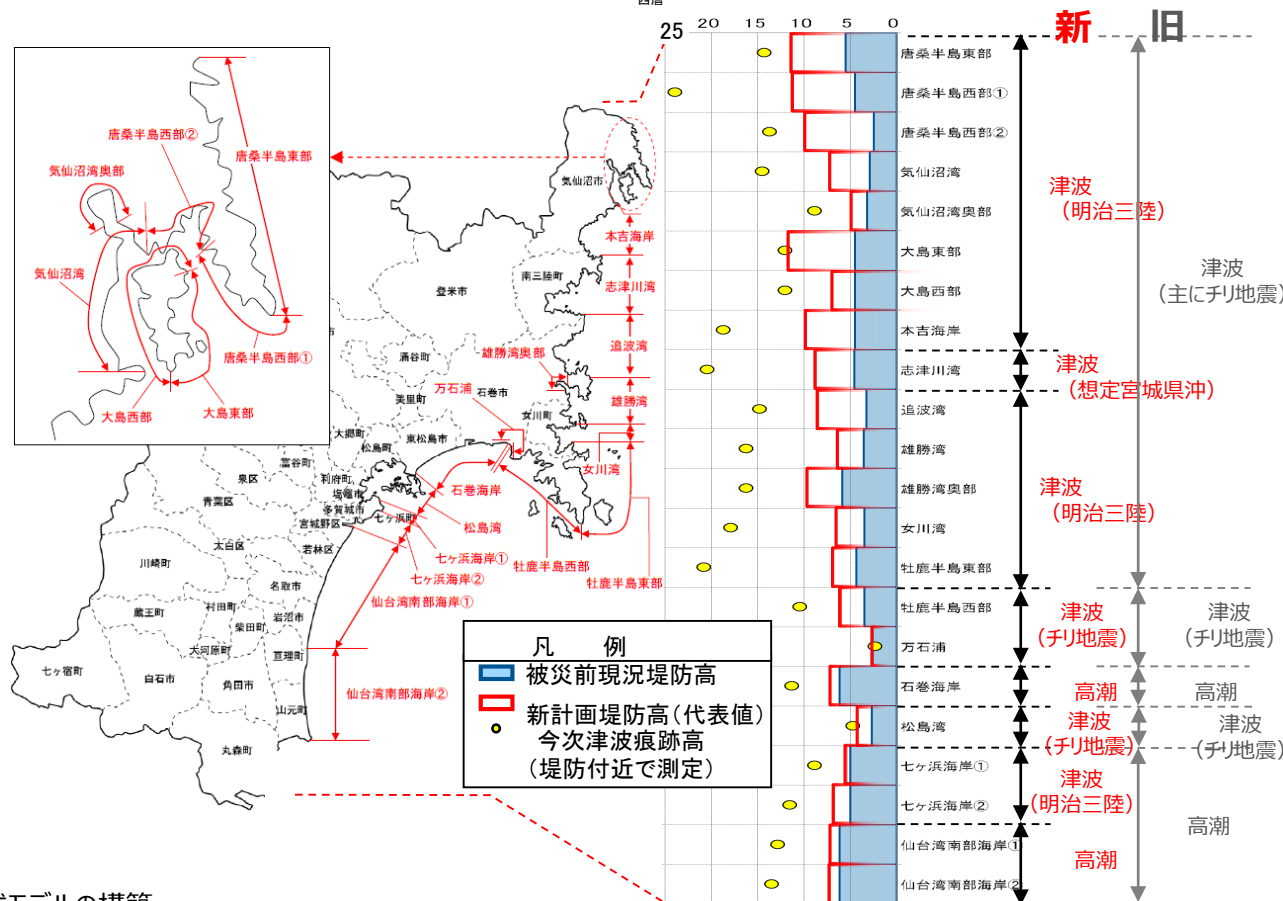 25
20
15
10
5
0
新
旧
唐桑半島東部
唐桑半島西部①
唐桑半島西部②
気仙沼湾
気仙沼湾奥部
大島東部
大島西部
本吉海岸
志津川湾
追波湾
雄勝湾
雄勝湾奥部
女川湾
牡鹿半島東部
牡鹿半島西部
万石浦
石巻海岸
松島湾
七ヶ浜海岸①
七ヶ浜海岸②
仙台湾南部海岸①
仙台湾南部海岸②
津波
（明治三陸）
津波
（想定宮城県沖）
津波
（明治三陸）
津波
（チリ地震）
高潮
津波
（チリ地震）
津波
（明治三陸）
高潮
津波
（主にチリ地震）
津波
（チリ地震）
高潮
津波
（チリ地震）
高潮
唐桑半島西部②
唐桑半島東部
気仙沼湾奥部
気仙沼湾
唐桑半島西部①
大島西部
大島東部
気仙沼市
本吉海岸
南三陸町
志津川湾
登米市
追波湾
雄勝湾奥部
涌谷町
万石浦
石巻市
雄勝湾
美里町
女川町
大郷町
東松島市
松島町
女川湾
富谷町
利府町
泉区
石巻海岸
塩竈市
青葉区
多賀城市
七ヶ浜町
松島湾
宮城野区
太白区
若林区
七ヶ浜海岸①
川崎町
七ヶ浜海岸②
牡鹿半島西部
牡鹿半島東部
名取市
仙台湾南部海岸①
蔵王町
村田町
岩沼市
柴田町
大河原町
亘理町
七ヶ宿町
白石市
角田市
仙台湾南部海岸②
山元町
丸森町
凡　例
被災前現況堤防高
新計画堤防高（代表値）
今次津波痕跡高
（堤防付近で測定）
モデルの構築